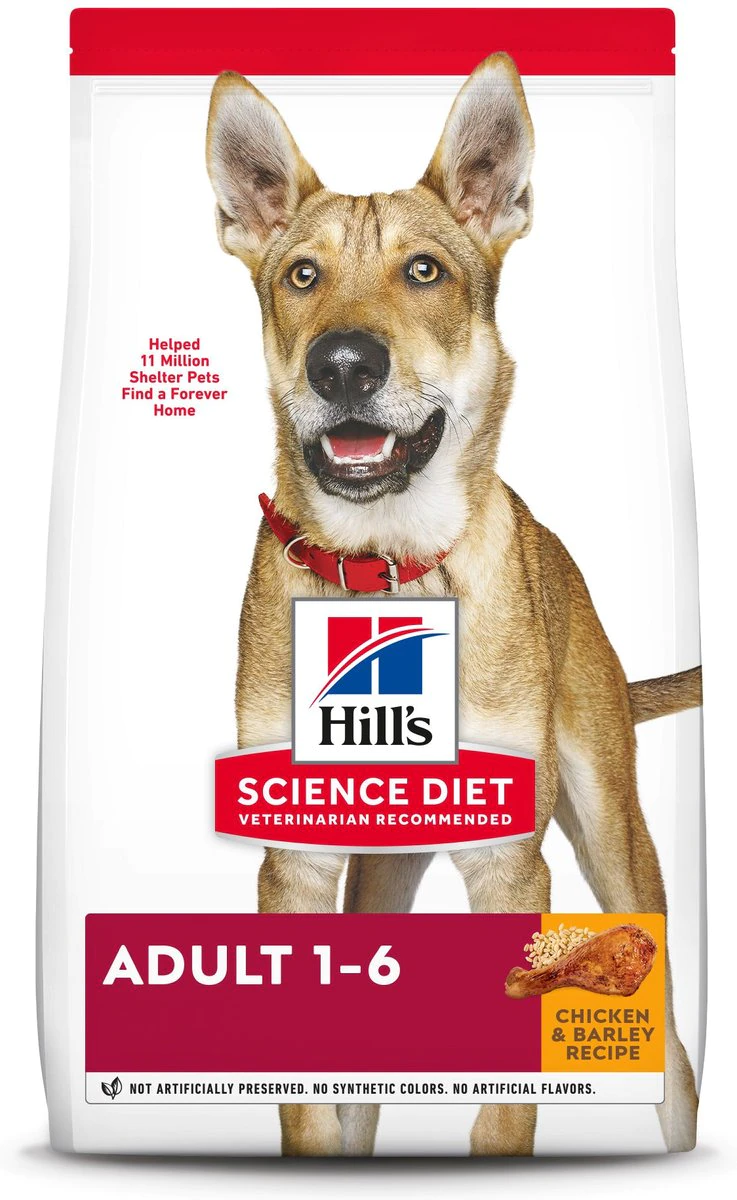 Helped
11 Million
Shelter Pets
Find a Forever
Home
Hill's
SCIENCE DIET
VETERINARIAN RECOMMENDED
ADULT 1-6
CHICKEN
& BARLEY
RECIPE
NOT ARTIFICIALLY PRESERVED. NO SYNTHETIC COLORS. NO ARTIFICIAL FLAVORS.